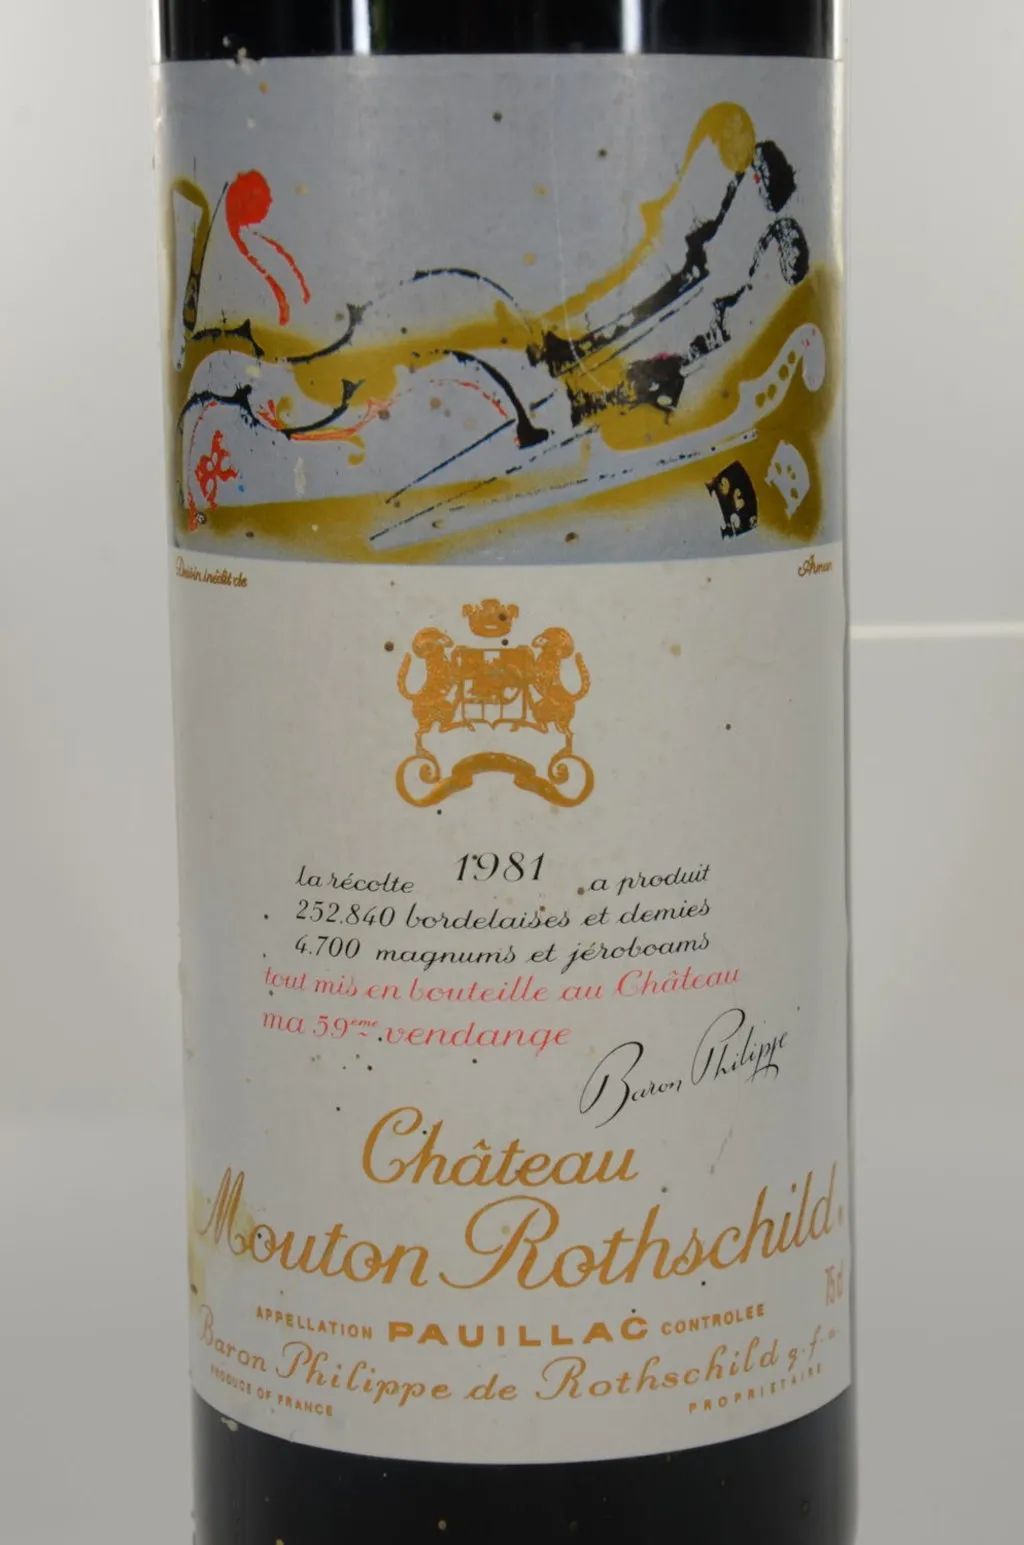 Dessin inédit de
Arman
la récolte 1981 a produit
252.840 bordelaises et demies
4.700 magnums et jéroboams
tout mis en bouteille au Château
ma 59eme vendange
Baron Philippe
Château
Mouton Rothschild
75cl
APPELLATION PAUILLAC CONTROLEE
Baron Philippe de Rothschild g.f.a.
PRODUCE OF FRANCE
PROPRIETAIRE